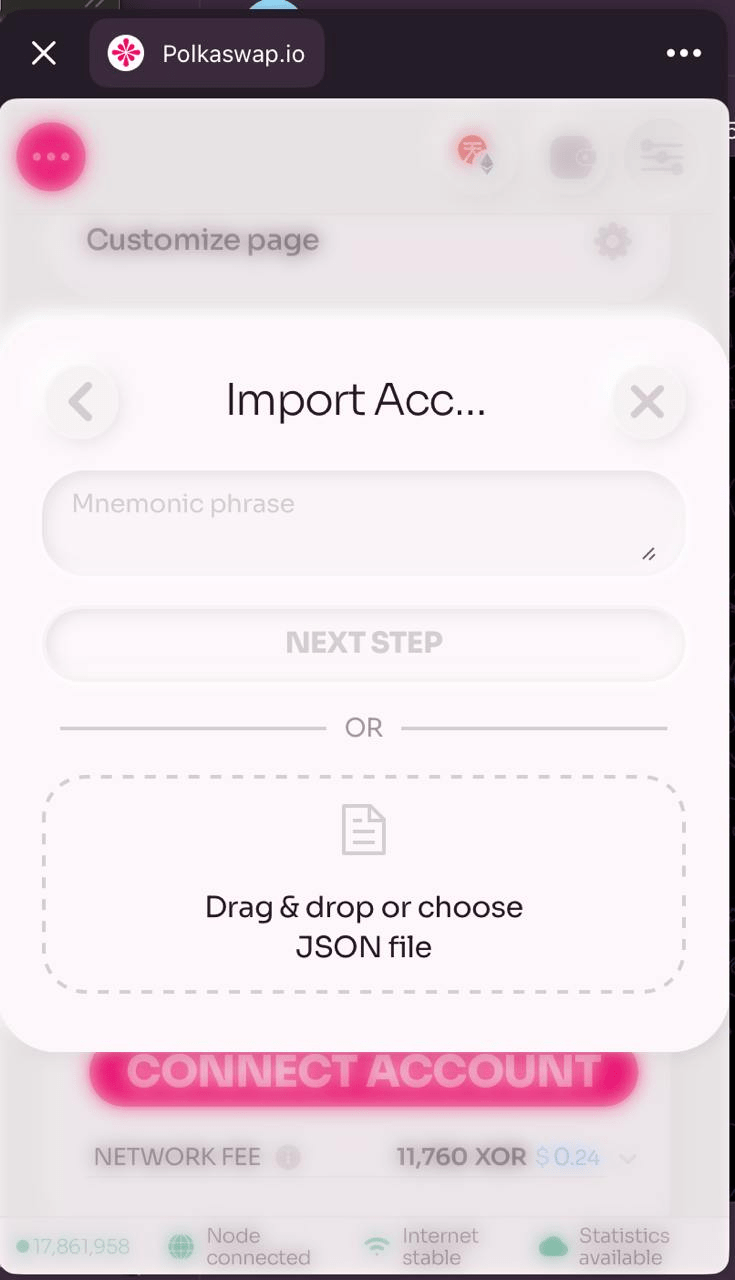 Polkaswap.io
Customize page
Import Acc...
Mnemonic phrase
NEXT STEP
OR
Drag & drop or choose
JSON file
CONNECT ACCOUNT
NETWORK FEE 11,760 XOR $ 0.24
17,861,958 Node connected Internet stable Statistics available